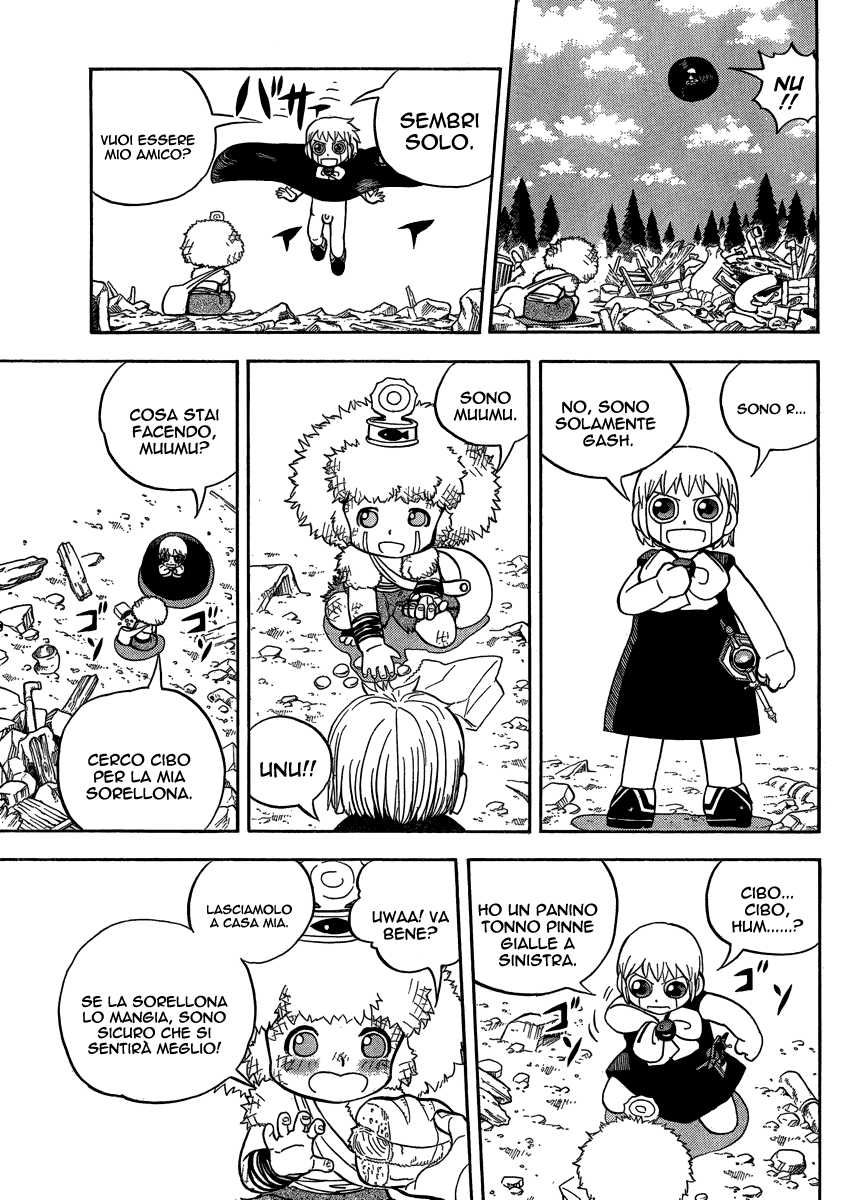 NU
!!
SEMBRI
SOLO.
バサ
VUOI ESSERE
MIO AMICO?
SONO R...
NO, SONO
SOLAMENTE
GASH.
SONO
MUUMU.
UNU!!
COSA STAI
FACENDO,
MUUMU?
ゴソ
ゴソ
CERCO CIBO
PER LA MIA
SORELLONA.
CIBO...
CIBO,
HUM......?
ゴソ
ゴソ
HO UN PANINO
TONNO PINNE
GIALLE A
SINISTRA.
UWAA! VA
BENE?
LASCIAMOLO
A CASA MIA.
SE LA SORELLONA
LO MANGIA, SONO
SICURO CHE SI
SENTIRÀ MEGLIO!